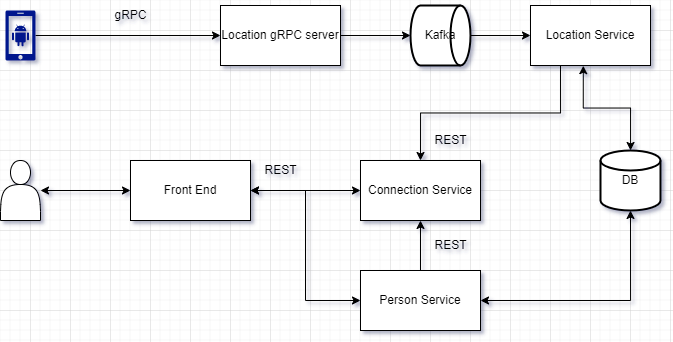 gRPC
Location gRPC server
Kafka
Location Service
REST
REST
Front End
Connection Service
DB
REST
Person Service